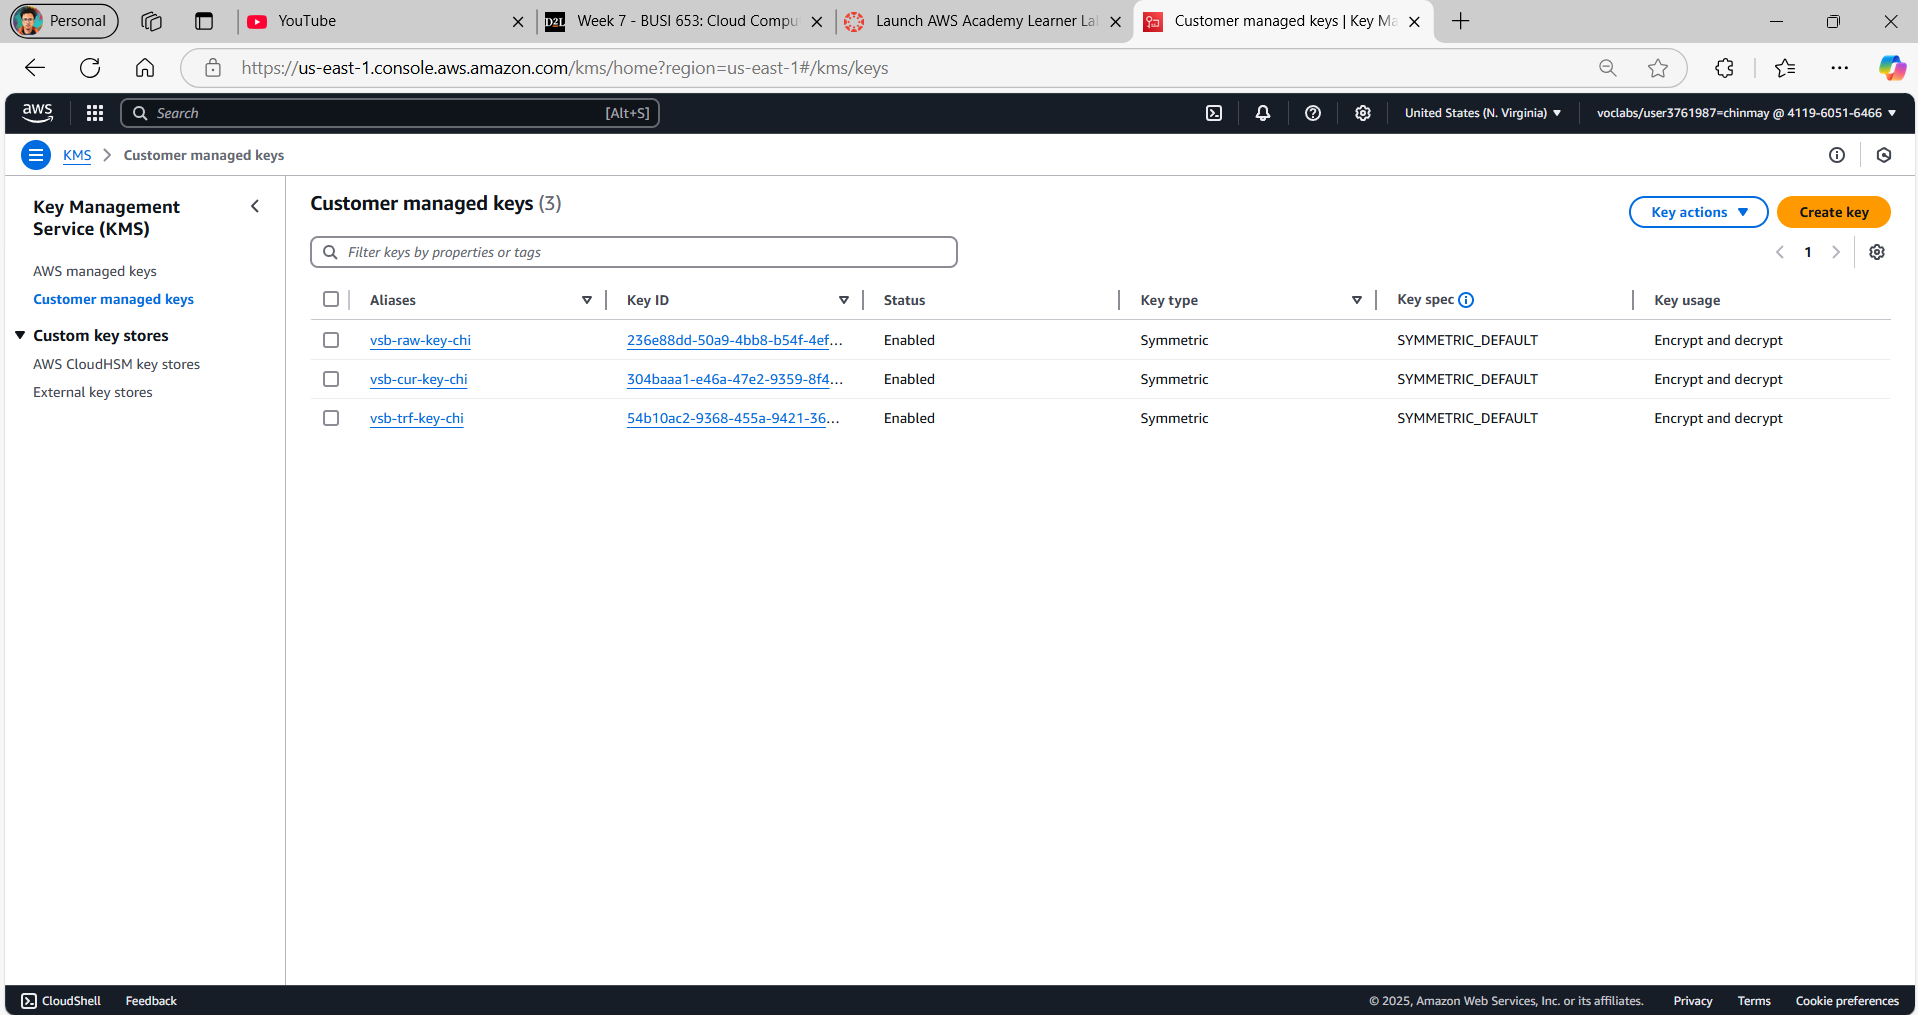 Personal
YouTube
Week 7 - BUSI 653: Cloud Compu
Launch AWS Academy Learner La
Customer managed keys | Key Ma
https://us-east-1.console.aws.amazon.com/kms/home?region=us-east-1#/kms/keys
aws
Search
[Alt+S]
United States (N. Virginia)
voclabs/user3761987=chinmay @ 4119-6051-6466
KMS > Customer managed keys
Key Management Service (KMS)
AWS managed keys
Customer managed keys
Custom key stores
AWS CloudHSM key stores
External key stores
Customer managed keys (3)
Key actions
Create key
Filter keys by properties or tags
1
Aliases Key ID Status Key type Key spec Key usage
vsb-raw-key-chi 236e88dd-50a9-4bb8-b54f-4ef... Enabled Symmetric SYMMETRIC_DEFAULT Encrypt and decrypt
vsb-cur-key-chi 304baaa1-e46a-47e2-9359-8f4... Enabled Symmetric SYMMETRIC_DEFAULT Encrypt and decrypt
vsb-trf-key-chi 54b10ac2-9368-455a-9421-36... Enabled Symmetric SYMMETRIC_DEFAULT Encrypt and decrypt
CloudShell Feedback © 2025, Amazon Web Services, Inc. or its affiliates. Privacy Terms Cookie preferences